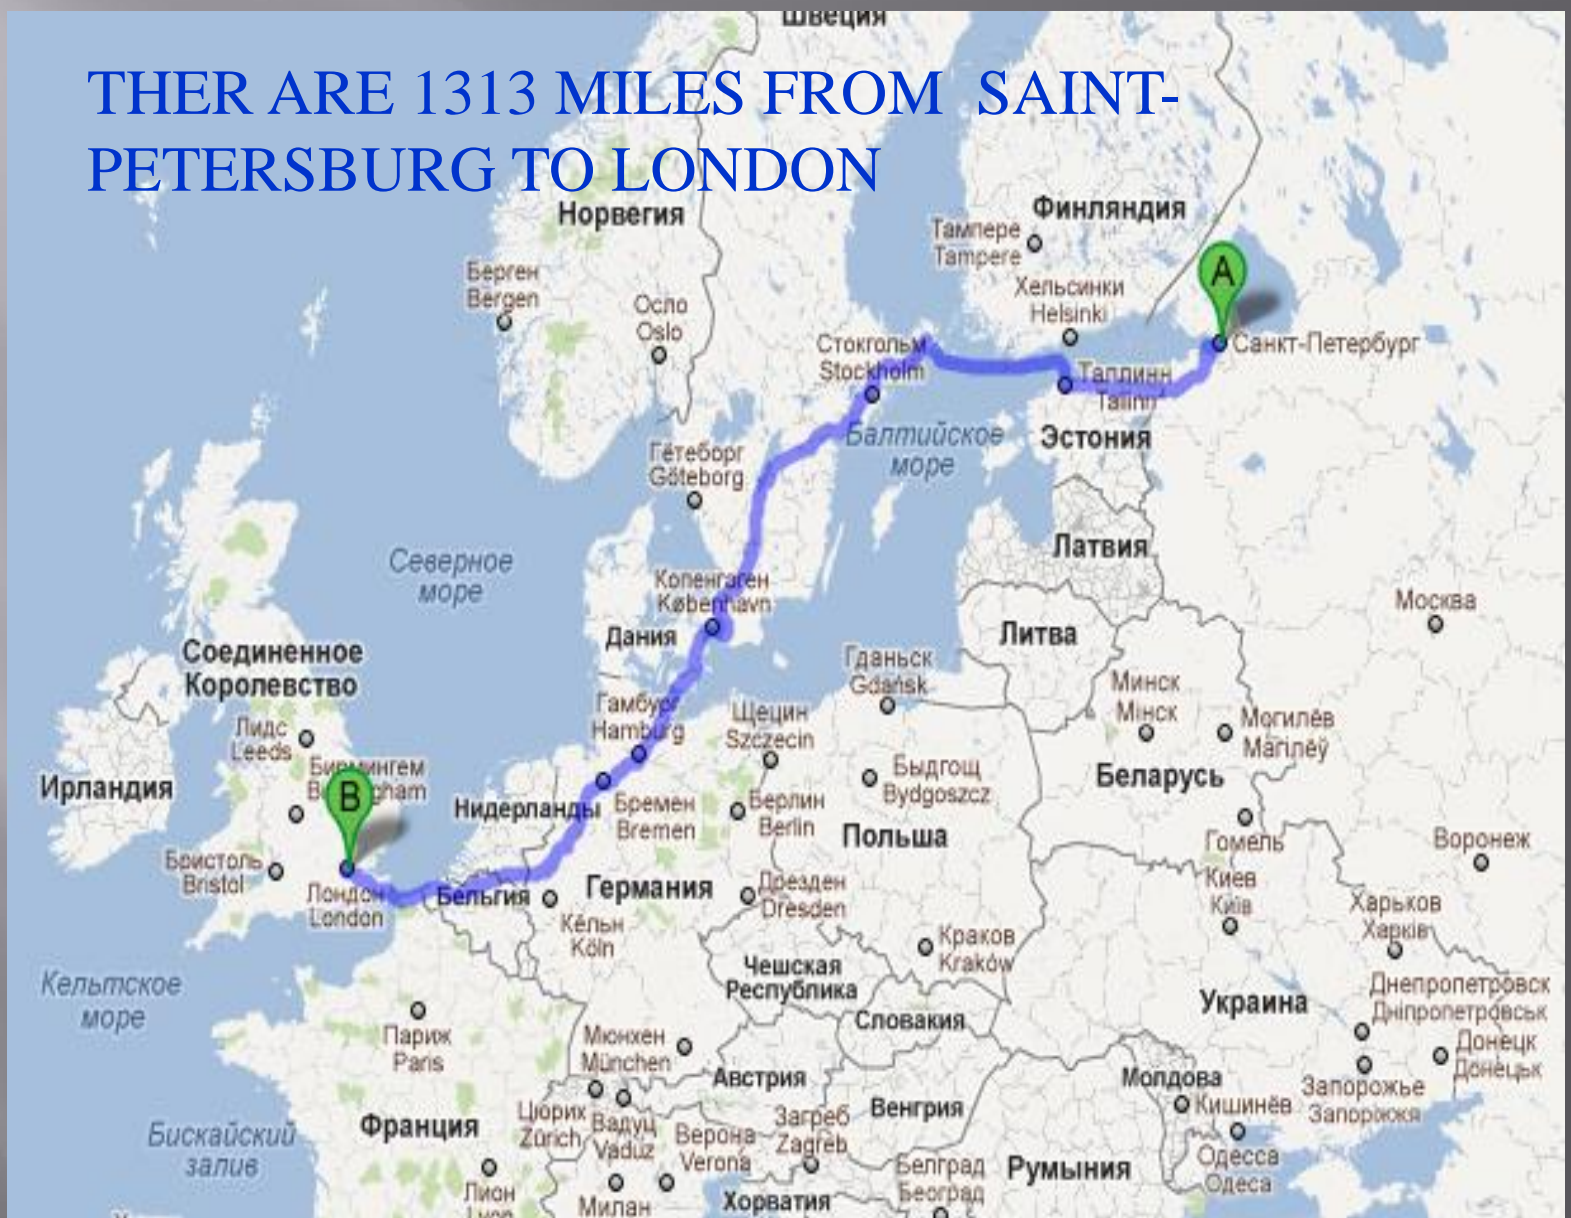 Швеция
THER ARE 1313 MILES FROM SAINT-
PETERSBURG TO LONDON
Норвегия
Финляндия
Тампере
Tampere
A
Берген
Bergen
Осло
Oslo
Хельсинки
Helsinki
Стокгольм
Stockholm
Санкт-Петербург
Таллинн
Tallinn
Балтийское
море
Эстония
Гётеборг
Göteborg
Северное
море
Латвия
Копенгаген
København
Москва
Дания
Литва
Соединенное
Королевство
Гданьск
Gdańsk
Минск
Мінск
Гамбург
Hamburg
Щецин
Szczecin
Могилёв
Магілёў
Лидс
Leeds
Бирмингем
B
Ирландия
Нидерланды
Бремен
Bremen
Берлин
Berlin
Быдгощ
Bydgoszcz
Беларусь
Польша
Гомель
Воронеж
Бристоль
Bristol
Лондон
London
Бельгия
Германия
Дрезден
Dresden
Киев
Київ
Харьков
Харків
Кёльн
Köln
Краков
Kraków
Чешская
Республика
Кельтское
море
Словакия
Украина
Днепропетровск
Дніпропетровськ
Париж
Paris
Мюнхен
München
Донецк
Донецьк
Австрия
Молдова
Запорожье
Запоріжжя
Франция
Цюрих
Zürich
Вадуц
Vaduz
Венгрия
Кишинёв
Бискайский
залив
Верона
Verona
Загреб
Zagreb
Одесса
Одеса
Белград
Београд
Румыния
Лион
Lyon
Милан
Хорватия